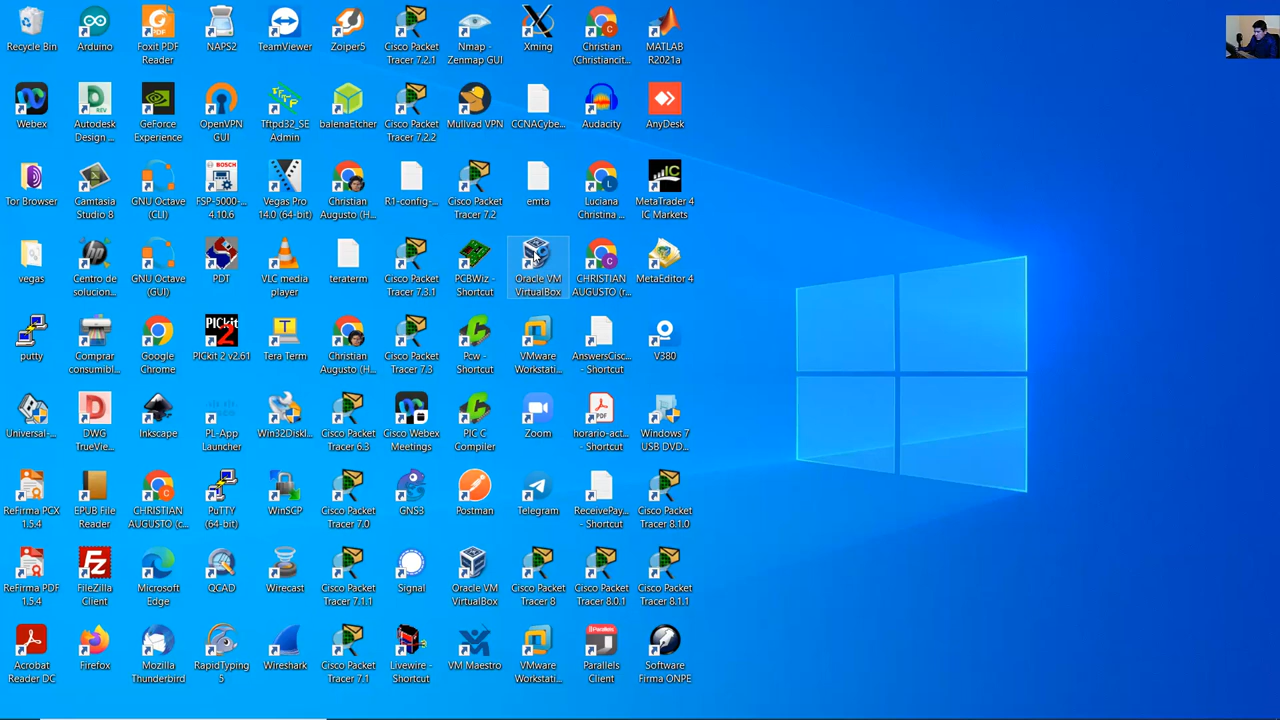 Recycle Bin
Arduino
Foxit PDF
Reader
NAPS2
TeamViewer
Zoiper5
Cisco Packet
Tracer 7.2.1
Nmap -
Zenmap GUI
Xming
Christian
(Christiancit...
MATLAB
R2021a
Webex
Autodesk
Design ...
GeForce
Experience
OpenVPN
GUI
Tftpd32_SE
Admin
balenaEtcher
Cisco Packet
Tracer 7.2.2
Mullvad VPN
CCNACybe...
Audacity
AnyDesk
Tor Browser
Camtasia
Studio 8
GNU Octave
(CLI)
BOSCH
FSP-5000-...
4.10.6
Vegas Pro
14.0 (64-bit)
Christian
Augusto (H...
R1-config-...
Cisco Packet
Tracer 7.2
emta
Luciana
Christina ...
MetaTrader 4
IC Markets
vegas
Centro de
solucion...
GNU Octave
(GUI)
PDT
VLC media
player
teraterm
Cisco Packet
Tracer 7.3.1
PCBWiz -
Shortcut
Oracle VM
VirtualBox
CHRISTIAN
AUGUSTO (r...
MetaEditor 4
putty
Comprar
consumibl...
Google
Chrome
PICkit 2 v2.61
Tera Term
Christian
Augusto (H...
Cisco Packet
Tracer 7.3
Pcw -
Shortcut
VMware
Workstati...
AnswersCisc...
- Shortcut
V380
Universal-...
DWG
TrueView...
Inkscape
PL-App
Launcher
Win32DiskI...
Cisco Packet
Tracer 6.3
Cisco Webex
Meetings
PIC C
Compiler
Zoom
horario-act...
- Shortcut
Windows 7
USB DVD...
ReFirma PCX
1.5.4
EPUB File
Reader
CHRISTIAN
AUGUSTO (c...
PuTTY
(64-bit)
WinSCP
Cisco Packet
Tracer 7.0
GNS3
Postman
Telegram
ReceivePay...
- Shortcut
Cisco Packet
Tracer 8.1.0
ReFirma PDF
1.5.4
FileZilla
Client
Microsoft
Edge
QCAD
Wirecast
Cisco Packet
Tracer 7.1.1
Signal
Oracle VM
VirtualBox
Cisco Packet
Tracer 8
Cisco Packet
Tracer 8.0.1
Cisco Packet
Tracer 8.1.1
Acrobat
Reader DC
Firefox
Mozilla
Thunderbird
RapidTyping
5
Wireshark
Cisco Packet
Tracer 7.1
Livewire -
Shortcut
VM Maestro
VMware
Workstati...
Parallels
Client
Software
Firma ONPE